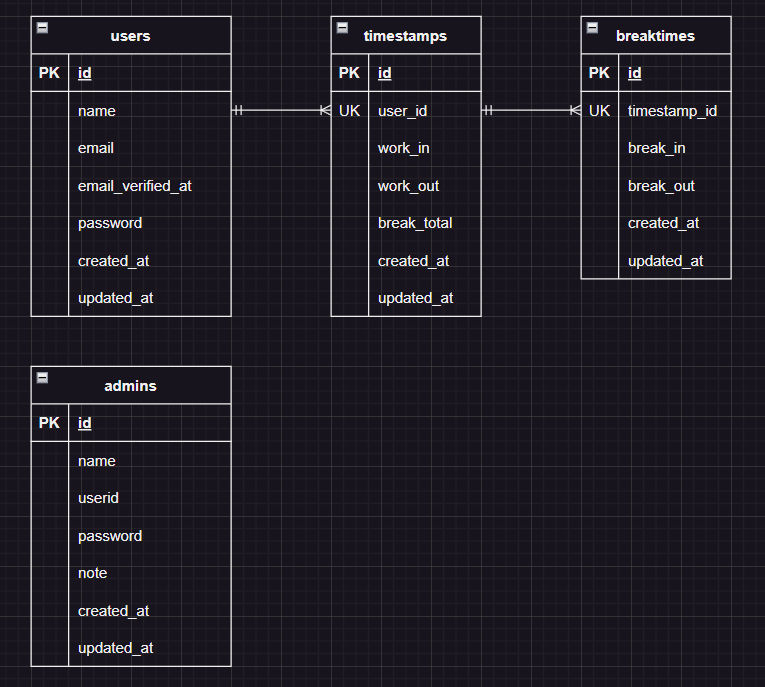 users
PK id
name
email
email_verified_at
password
created_at
updated_at
timestamps
PK id
UK user_id
work_in
work_out
break_total
created_at
updated_at
breaktimes
PK id
UK timestamp_id
break_in
break_out
created_at
updated_at
admins
PK id
name
userid
password
note
created_at
updated_at